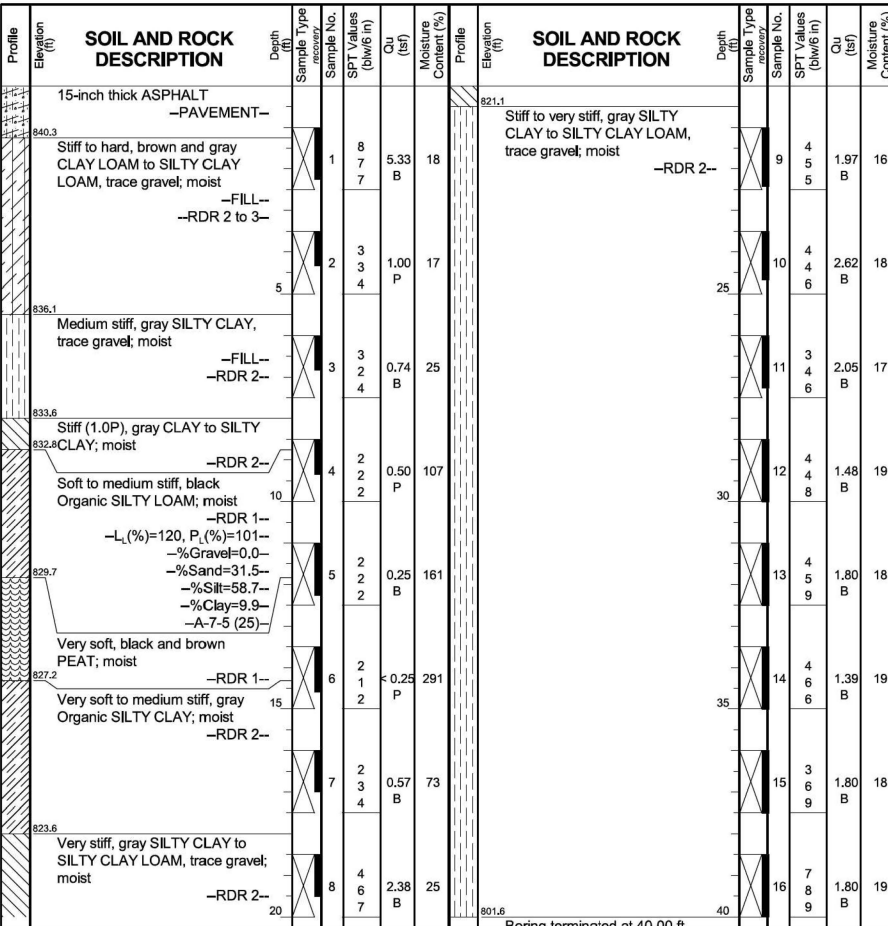 Profile
Elevation
(ft)
SOIL AND ROCK
DESCRIPTION
Depth
(ft)
Sample Type
recovery
Sample No.
SPT Values
(blw/6 in)
Qu
(tsf)
Moisture
Content (%)
15-inch thick ASPHALT
--PAVEMENT--
840.3
Stiff to hard, brown and gray
CLAY LOAM to SILTY CLAY
LOAM, trace gravel; moist
--FILL--
--RDR 2 to 3--
1
8
7
7
5.33
B
18
2
3
3
4
1.00
P
17
5
836.1
Medium stiff, gray SILTY CLAY,
trace gravel; moist
--FILL--
--RDR 2--
3
3
2
4
0.74
B
25
833.6
Stiff (1.0P), gray CLAY to SILTY
832.8 CLAY; moist
--RDR 2--
Soft to medium stiff, black
Organic SILTY LOAM; moist
4
2
2
2
0.50
P
107
10
--RDR 1--
--LL(%)=120, PL(%)=101--
--%Gravel=0.0--
--%Sand=31.5--
--%Silt=58.7--
--%Clay=9.9--
--A-7-5 (25)--
829.7
5
2
2
2
0.25
B
161
Very soft, black and brown
PEAT; moist
--RDR 1--
827.2
6
2
1
2
< 0.25
P
291
15
Very soft to medium stiff, gray
Organic SILTY CLAY; moist
--RDR 2--
7
2
3
4
0.57
B
73
823.6
Very stiff, gray SILTY CLAY to
SILTY CLAY LOAM, trace gravel;
moist
--RDR 2--
8
4
6
7
2.38
B
25
20
Profile
Elevation
(ft)
SOIL AND ROCK
DESCRIPTION
Depth
(ft)
Sample Type
recovery
Sample No.
SPT Values
(blw/6 in)
Qu
(tsf)
Moisture
Content (%)
821.1
Stiff to very stiff, gray SILTY
CLAY to SILTY CLAY LOAM,
trace gravel; moist
--RDR 2--
9
4
5
5
1.97
B
16
10
4
4
6
2.62
B
18
25
11
3
4
6
2.05
B
17
12
4
4
8
1.48
B
19
30
13
4
5
9
1.80
B
18
14
4
6
6
1.39
B
19
35
15
3
6
9
1.80
B
18
16
7
8
9
1.80
B
19
40
801.6
Boring terminated at 40.00 ft